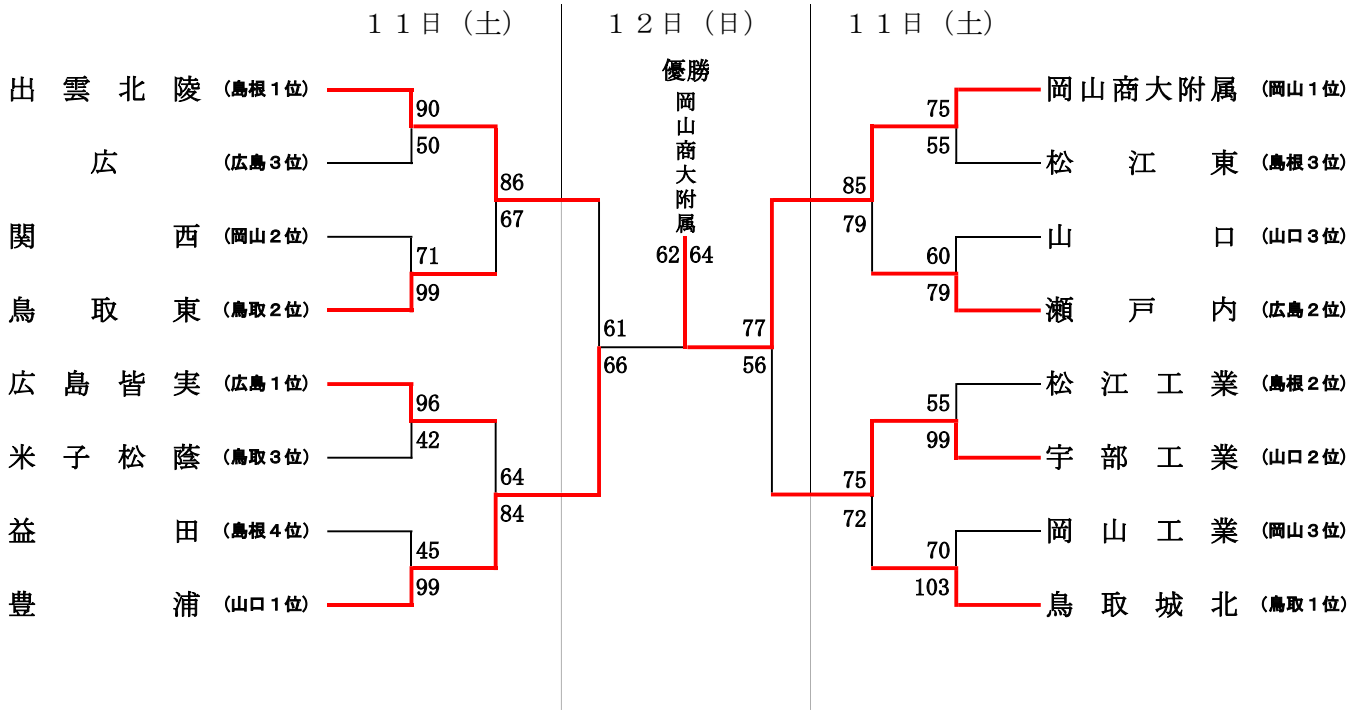 １１日（土）
１２日（日）
１１日（土）
優勝
岡山商大附属
62 64
出雲北陵 （島根１位）
90
50
広 （広島３位）
86
67
関西 （岡山２位）
71
99
鳥取東 （鳥取２位）
61
66
広島皆実 （広島１位）
96
42
米子松蔭 （鳥取３位）
64
84
益田 （島根４位）
45
99
豊浦 （山口１位）
岡山商大附属 （岡山１位）
75
55
松江東 （島根３位）
85
79
山口 （山口３位）
60
79
瀬戸内 （広島２位）
77
56
松江工業 （島根２位）
55
99
宇部工業 （山口２位）
75
72
岡山工業 （岡山３位）
70
103
鳥取城北 （鳥取１位）